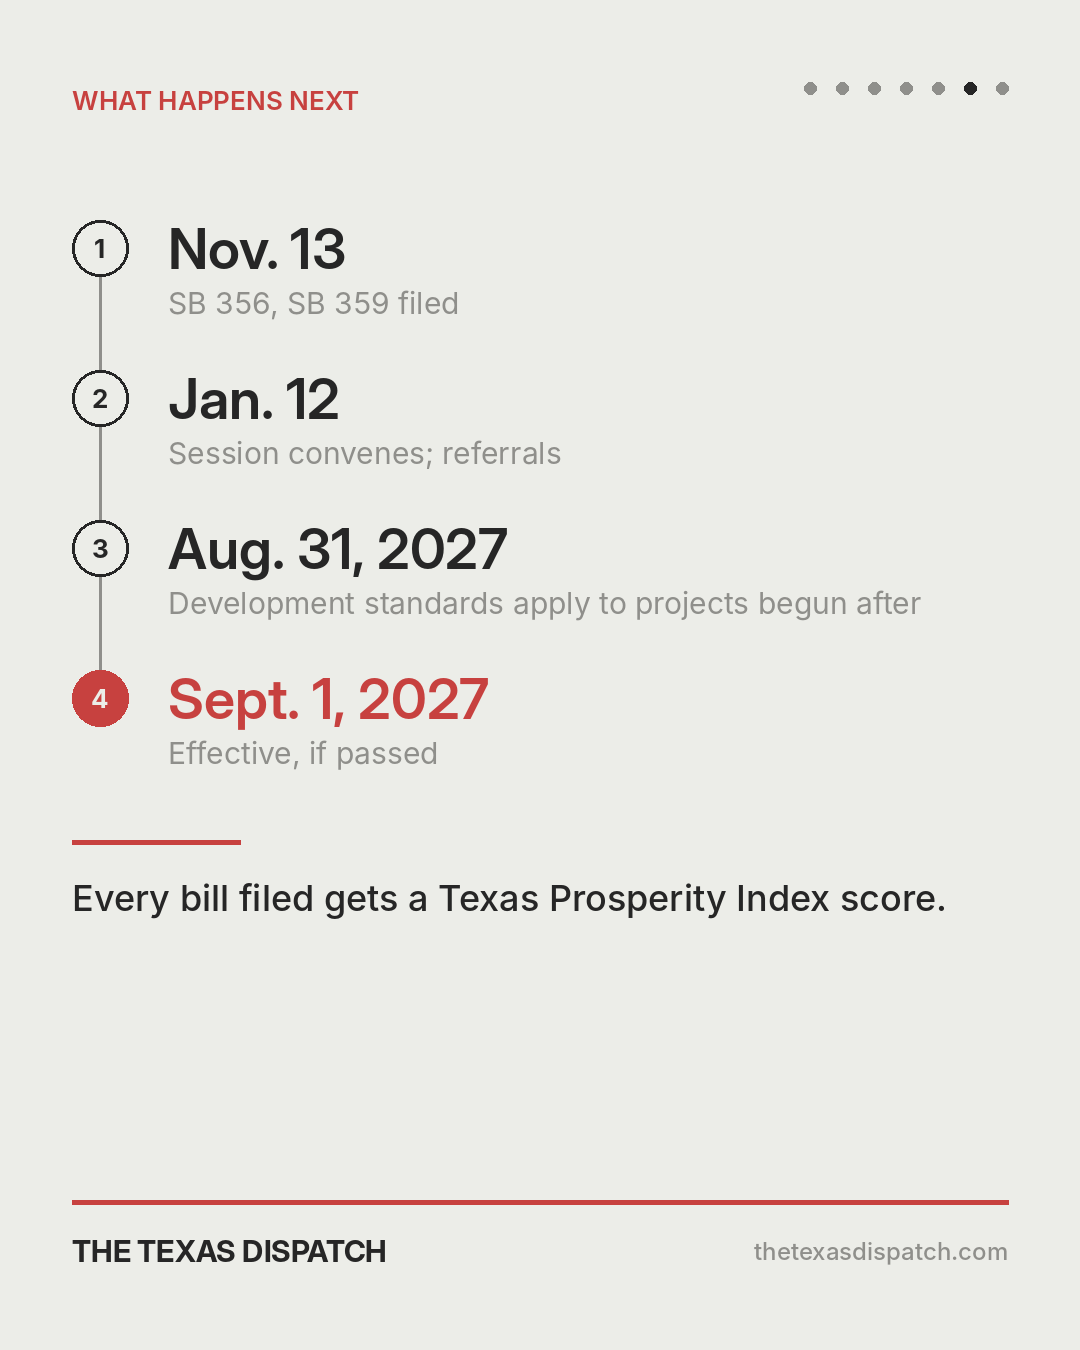 WHAT HAPPENS NEXT
1
Nov. 13
SB 356, SB 359 filed
2
Jan. 12
Session convenes; referrals
3
Aug. 31, 2027
Development standards apply to projects begun after
4
Sept. 1, 2027
Effective, if passed
Every bill filed gets a Texas Prosperity Index score.
THE TEXAS DISPATCH
thetexasdispatch.com